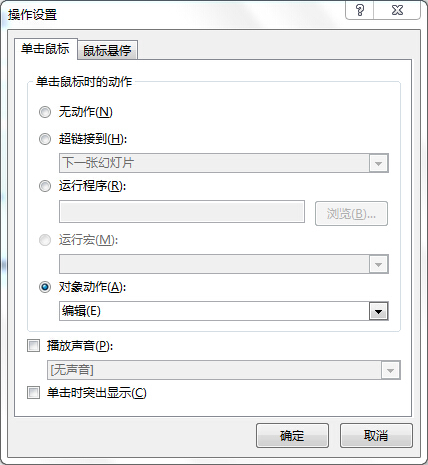 操作设置
单击鼠标 鼠标悬停
单击鼠标时的动作
无动作(N)
超链接到(H):
下一张幻灯片
运行程序(R):
浏览(B)...
运行宏(M):
对象动作(A):
编辑(E)
播放声音(P):
[无声音]
单击时突出显示(C)
确定 取消